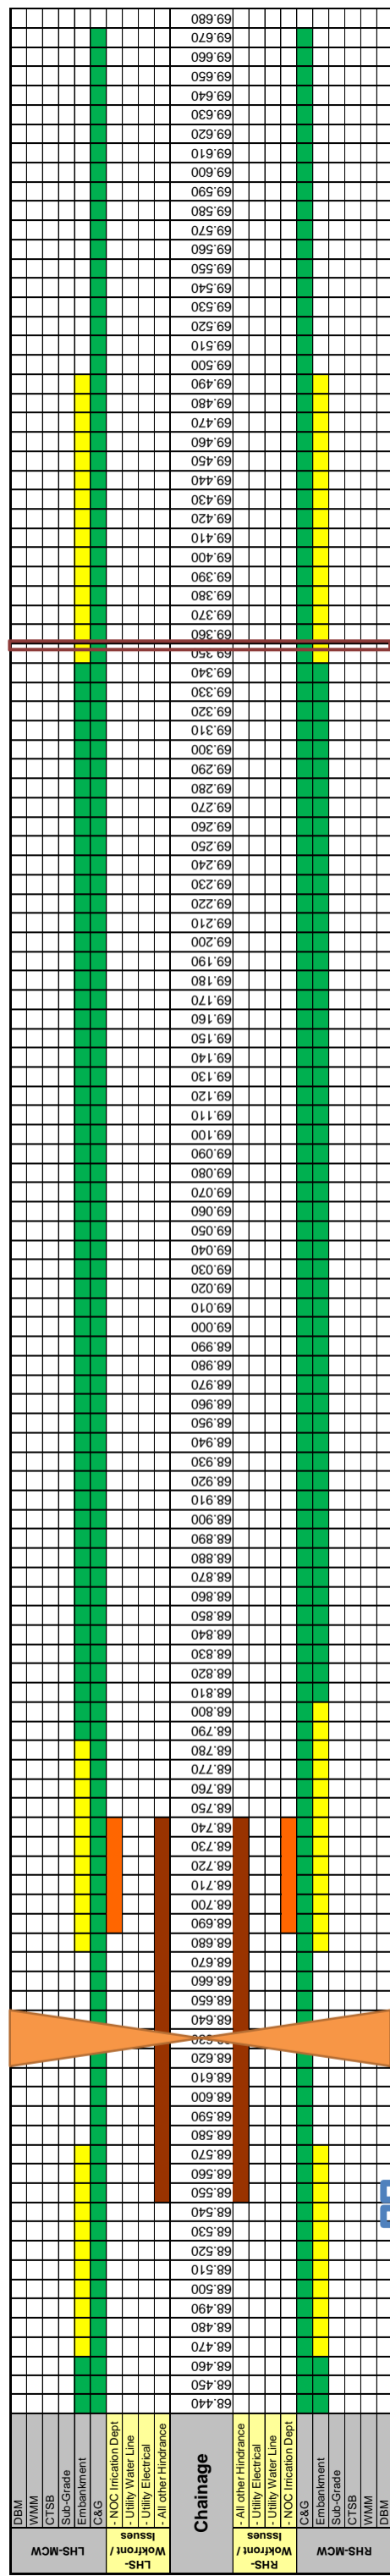 LHS-MCW
DBM
WMM
CTSB
Sub-Grade
Embankment
C&G
LHS-
Wokfront /
Issues
- NOC Irrication Dept
- Utility Water Line
- Utility Electrical
- All other Hindrance
Chainage 68.440 68.450 68.460 68.470 68.480 68.490 68.500 68.510 68.520 68.530 68.540 68.550 68.560 68.570 68.580 68.590 68.600 68.610 68.620 68.630 68.640 68.650 68.660 68.670 68.680 68.690 68.700 68.710 68.720 68.730 68.740 68.750 68.760 68.770 68.780 68.790 68.800 68.810 68.820 68.830 68.840 68.850 68.860 68.870 68.880 68.890 68.900 68.910 68.920 68.930 68.940 68.950 68.960 68.970 68.980 68.990 69.000 69.010 69.020 69.030 69.040 69.050 69.060 69.070 69.080 69.090 69.100 69.110 69.120 69.130 69.140 69.150 69.160 69.170 69.180 69.190 69.200 69.210 69.220 69.230 69.240 69.250 69.260 69.270 69.280 69.290 69.300 69.310 69.320 69.330 69.340 69.350 69.360 69.370 69.380 69.390 69.400 69.410 69.420 69.430 69.440 69.450 69.460 69.470 69.480 69.490 69.500 69.510 69.520 69.530 69.540 69.550 69.560 69.570 69.580 69.590 69.600 69.610 69.620 69.630 69.640 69.650 69.660 69.670 69.680
RHS-
Wokfront /
Issues
- All other Hindrance
- Utility Electrical
- Utility Water Line
- NOC Irrication Dept
RHS-MCW
C&G
Embankment
Sub-Grade
CTSB
WMM
DBM